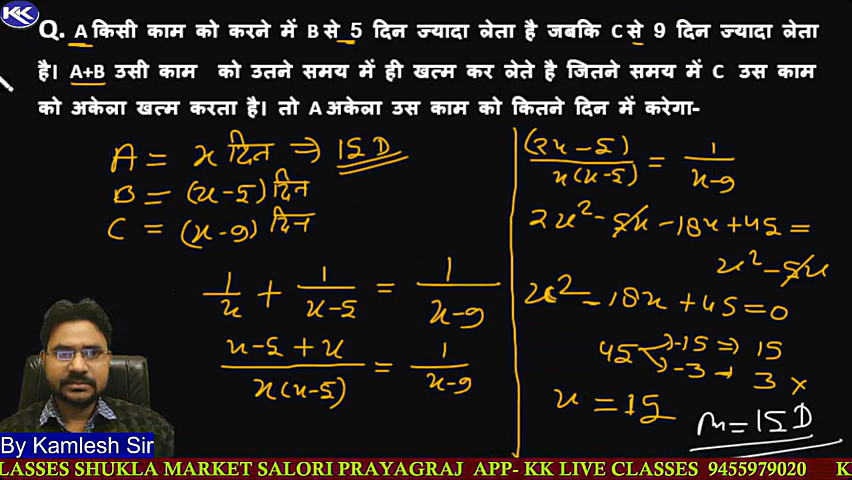 KK
Q. A किसी काम को करने में B से 5 दिन ज्यादा लेता है जबकि C से 9 दिन ज्यादा लेता
है। A+B उसी काम को उतने समय में ही खत्म कर लेते है जितने समय में C उस काम
को अकेला खत्म करता है। तो A अकेला उस काम को कितने दिन में करेगा-
A = x दिन ⇒ 15 D
B = (x-5) दिन
C = (x-9) दिन
1/x + 1/(x-5) = 1/(x-9)
(x-5+x)/(x(x-5)) = 1/(x-9)
(2x-5)/(x(x-5)) = 1/(x-9)
2x² - 5x - 18x + 45 =
x² - 5x
x² - 18x + 45 = 0
45 → -15 ⇒ 15
→ -3 → 3 ×
x = 15
x = 15 D
By Kamlesh Sir
LASSES SHUKLA MARKET SALORI PRAYAGRAJ APP- KK LIVE CLASSES 9455979020 K